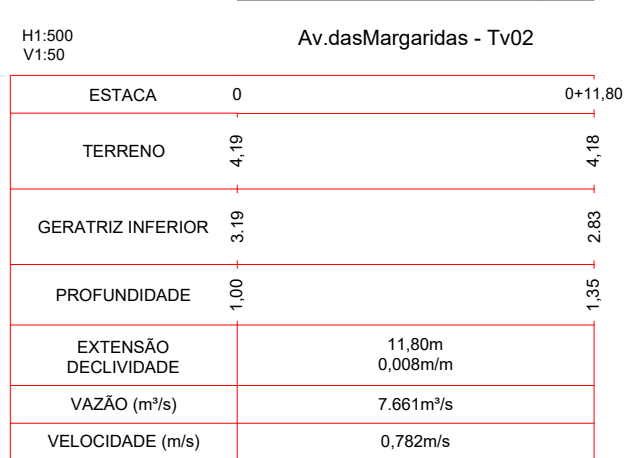 H1:500
V1:50
Av.dasMargaridas - Tv02
ESTACA 0 0+11,80
TERRENO 4,19 4,18
GERATRIZ INFERIOR 3.19 2.83
PROFUNDIDADE 1,00 1,35
EXTENSÃO 11,80m
DECLIVIDADE 0,008m/m
VAZÃO (m³/s) 7.661m³/s
VELOCIDADE (m/s) 0,782m/s